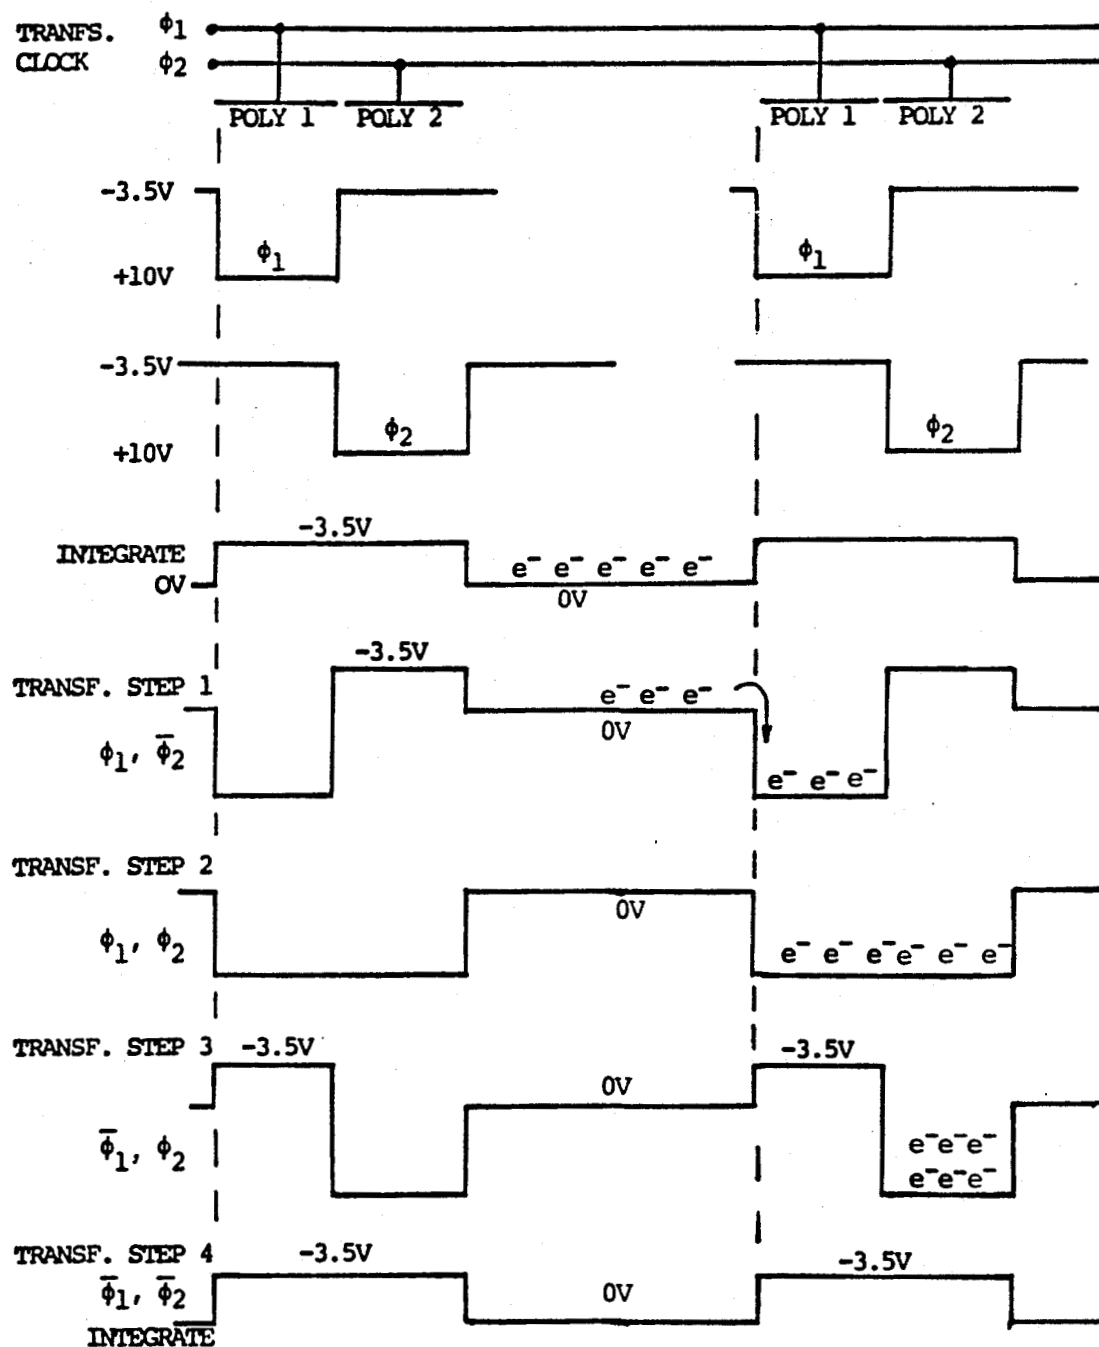 TRANFS. ϕ1
CLOCK ϕ2
POLY 1 POLY 2 POLY 1 POLY 2
-3.5V
ϕ1 ϕ1
+10V
-3.5V
ϕ2 ϕ2
+10V
-3.5V
INTEGRATE
e⁻ e⁻ e⁻ e⁻ e⁻
0V
0V
-3.5V
TRANSF. STEP 1
e⁻ e⁻ e⁻
0V
ϕ1, ϕ̅2
e⁻ e⁻ e⁻
TRANSF. STEP 2
0V
ϕ1, ϕ2
e⁻ e⁻ e⁻ e⁻ e⁻ e⁻
TRANSF. STEP 3 -3.5V -3.5V
0V
ϕ̅1, ϕ2
e⁻e⁻e⁻
e⁻e⁻e⁻
TRANSF. STEP 4 -3.5V -3.5V
ϕ̅1, ϕ̅2
0V
INTEGRATE